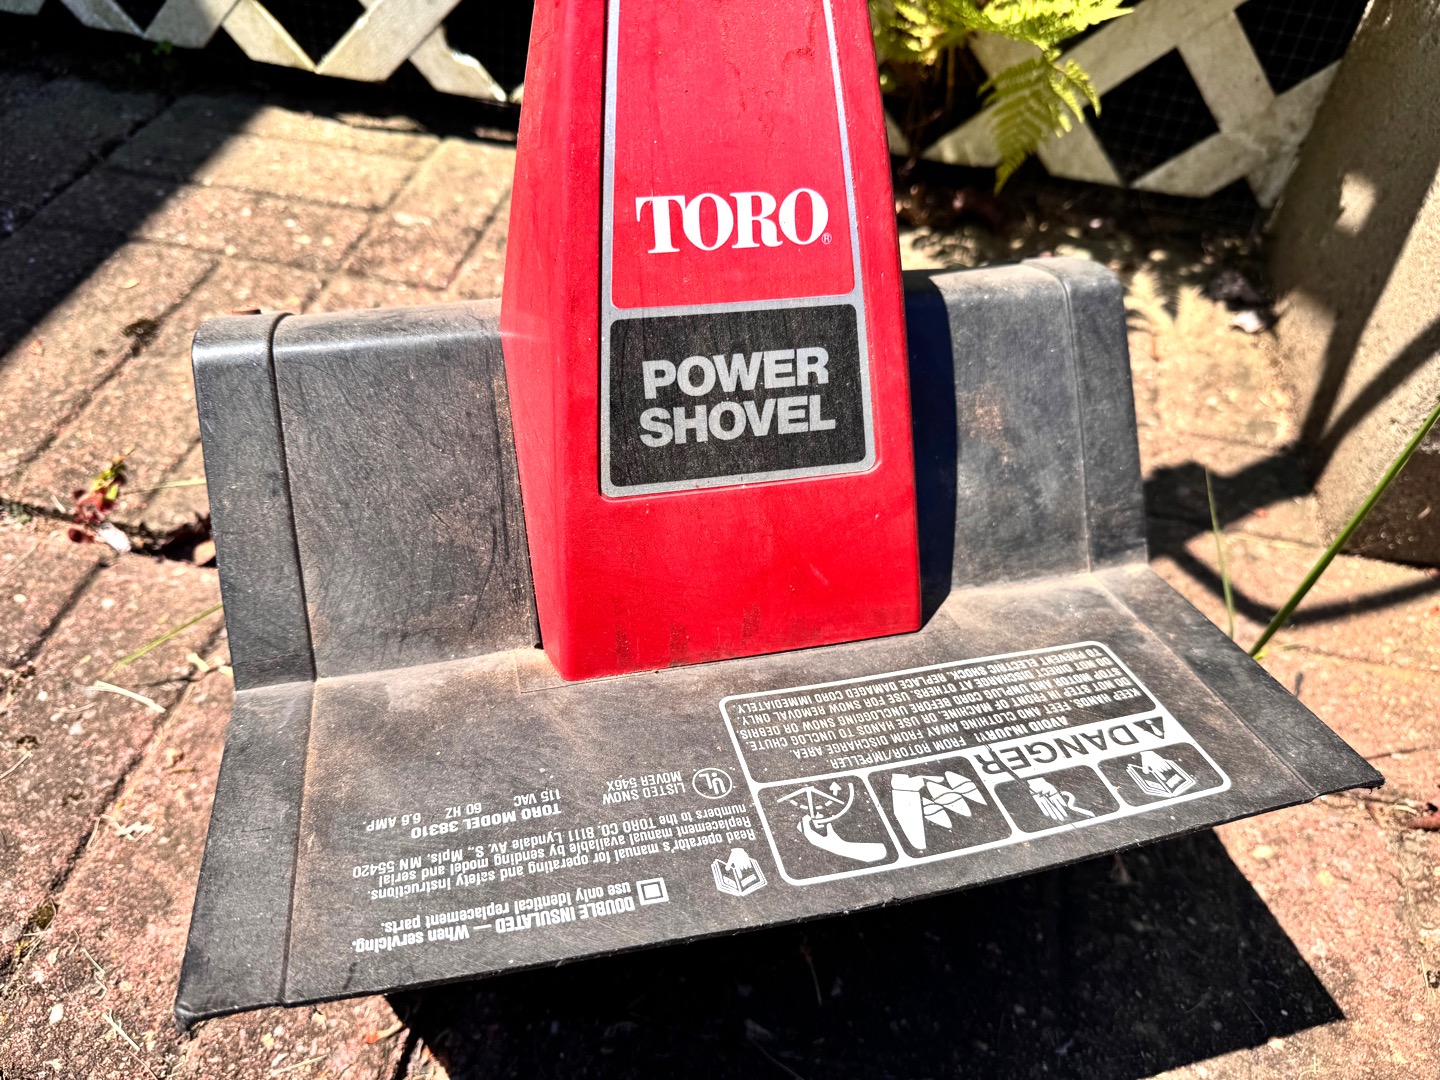 TORO®
POWER
SHOVEL
DANGER
AVOID INJURY!
KEEP HANDS, FEET AND CLOTHING AWAY FROM ROTOR/IMPELLER
DO NOT STEP IN FRONT OF MACHINE OR FROM DISCHARGE AREA.
STOP MOTOR AND UNPLUG CORD BEFORE UNCLOGGING SNOW OR DEBRIS.
DO NOT DIRECT DISCHARGE AT OTHERS. USE FOR SNOW REMOVAL ONLY.
TO PREVENT ELECTRIC SHOCK, REPLACE DAMAGED CORD IMMEDIATELY.
DOUBLE INSULATED — When servicing,
use only identical replacement parts.
Read operator's manual for operating and safety instructions.
Replacement manual available by sending model and serial
numbers to the TORO CO. 8111 Lyndale Av S., Mpls. MN 55420
UL
LISTED SNOW
MOVER 546X
TORO MODEL 38310
115 VAC 60 HZ 6.6 AMP.